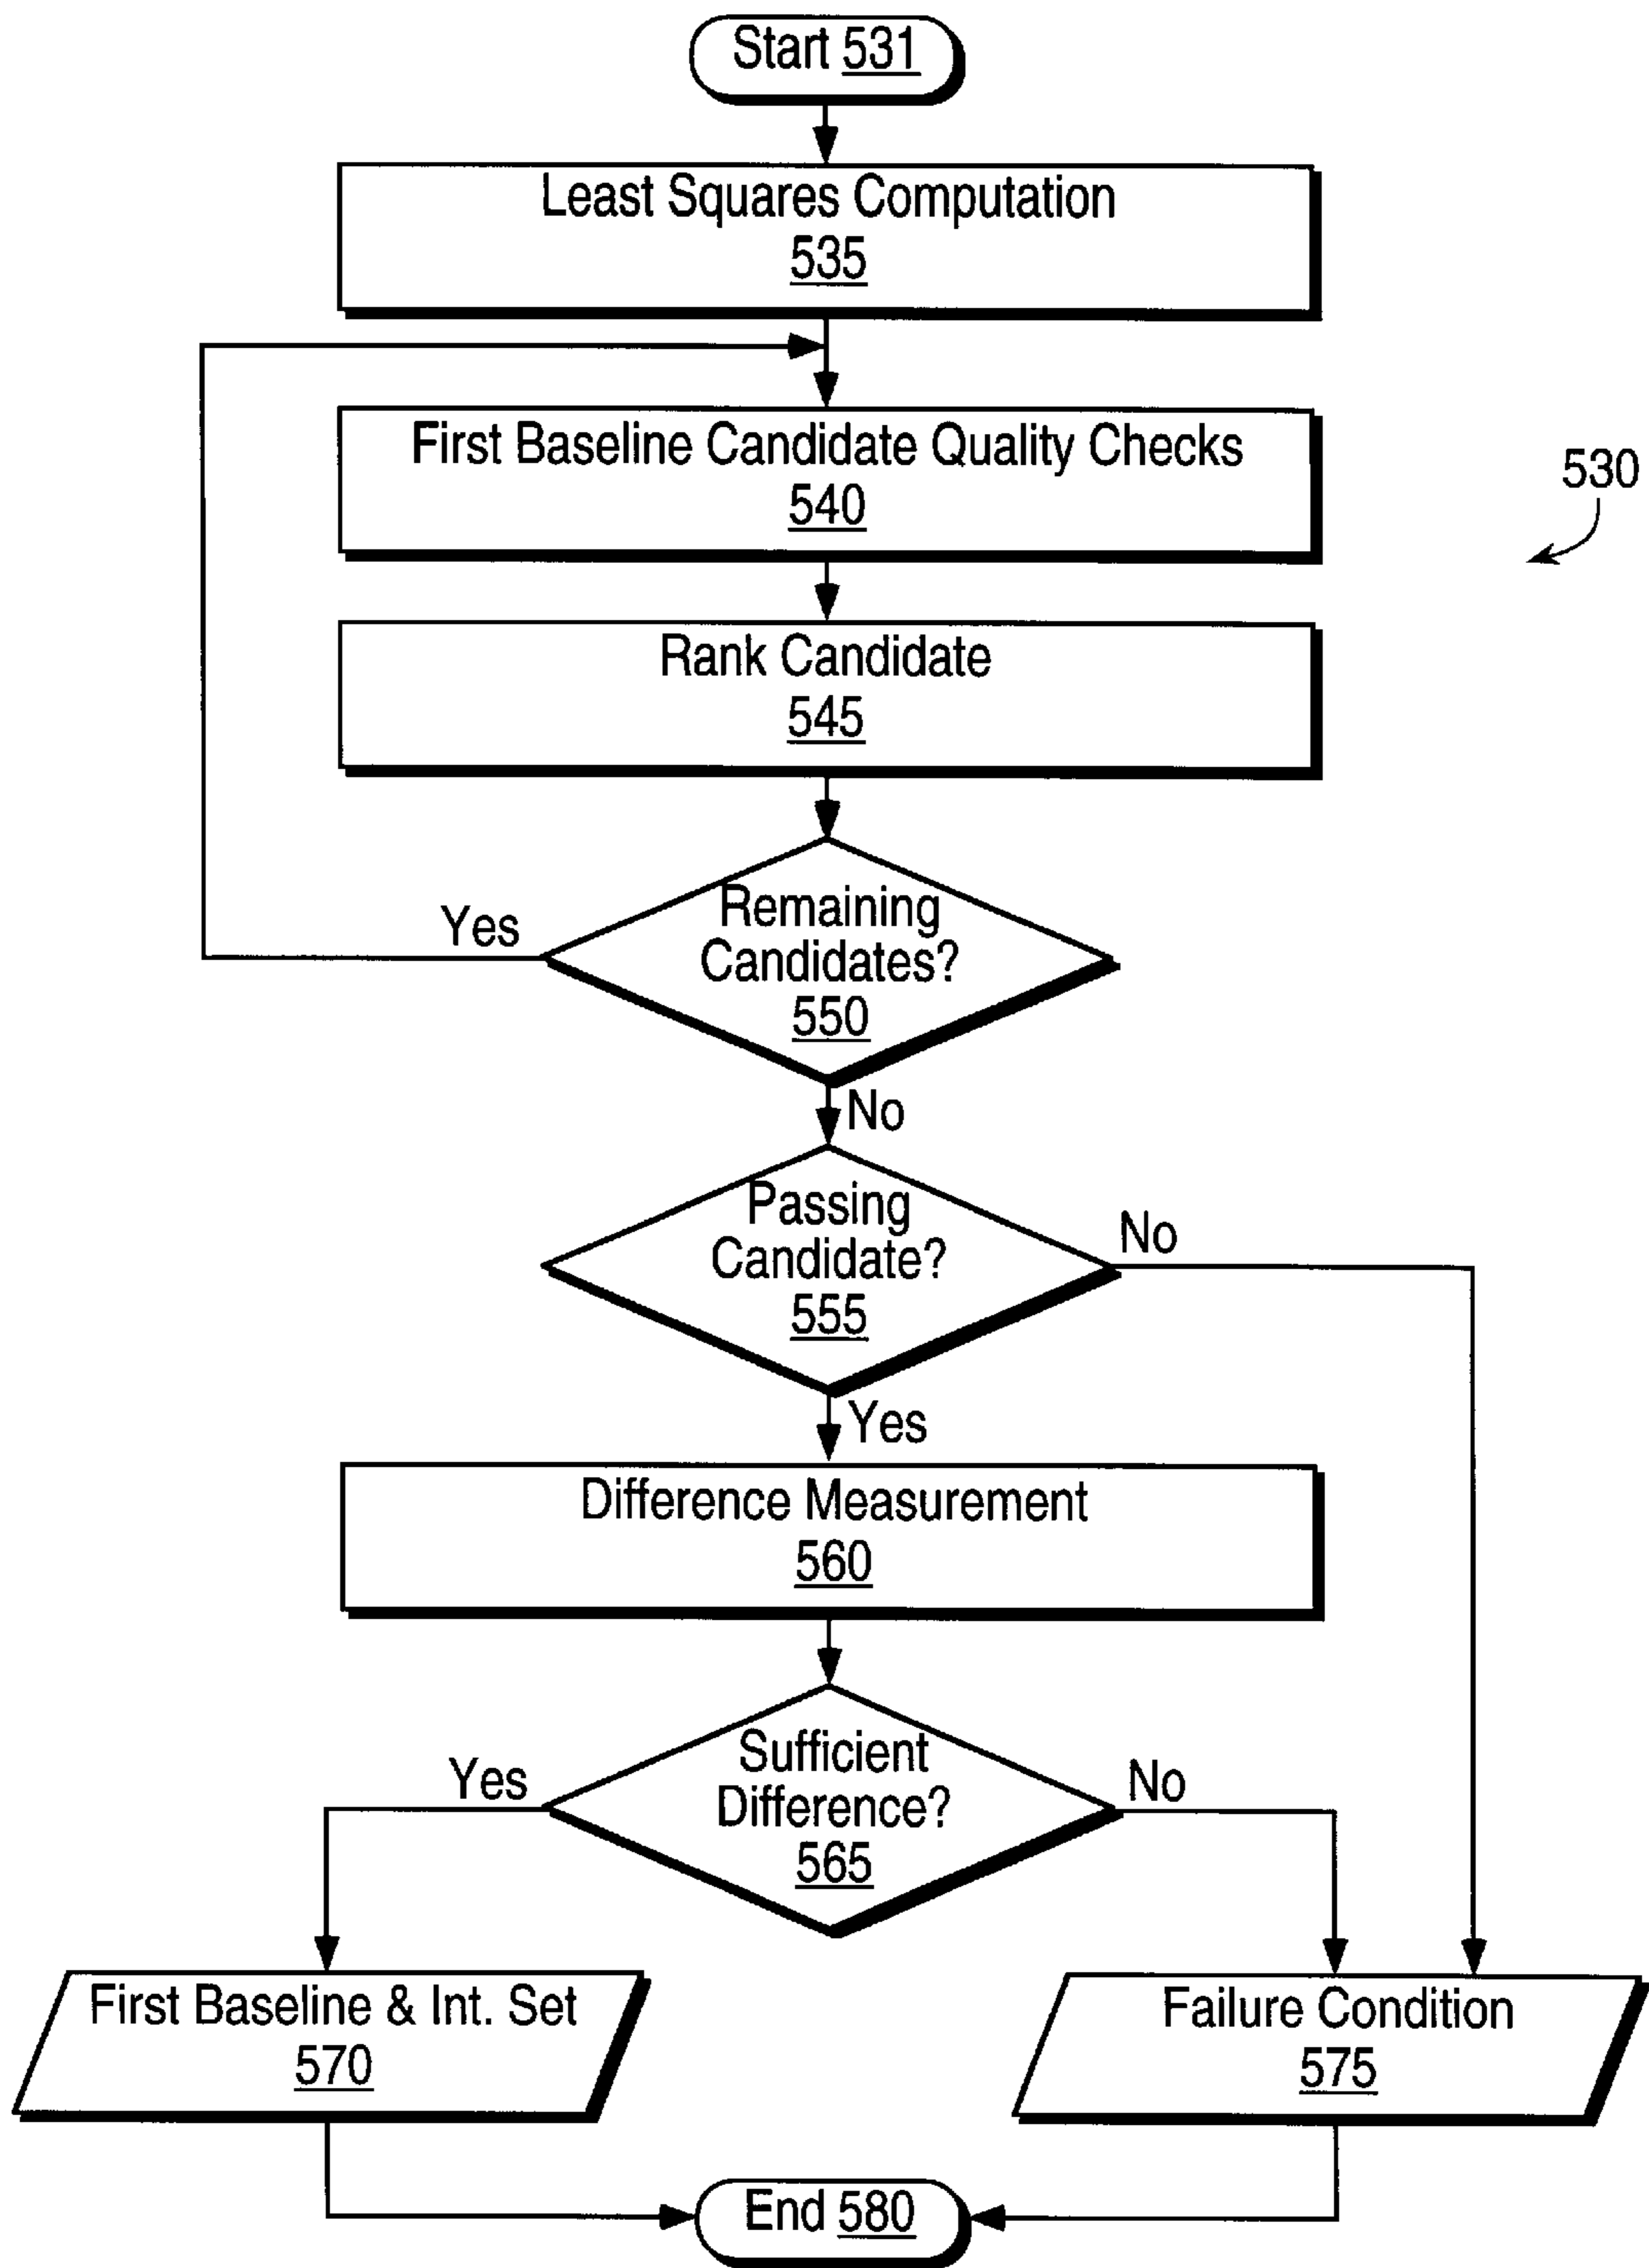 Start 531
Least Squares Computation
535
First Baseline Candidate Quality Checks
540
530
Rank Candidate
545
Remaining
Candidates?
550
Yes
No
Passing
Candidate?
555
No
Yes
Difference Measurement
560
Sufficient
Difference?
565
Yes
No
First Baseline & Int. Set
570
Failure Condition
575
End 580